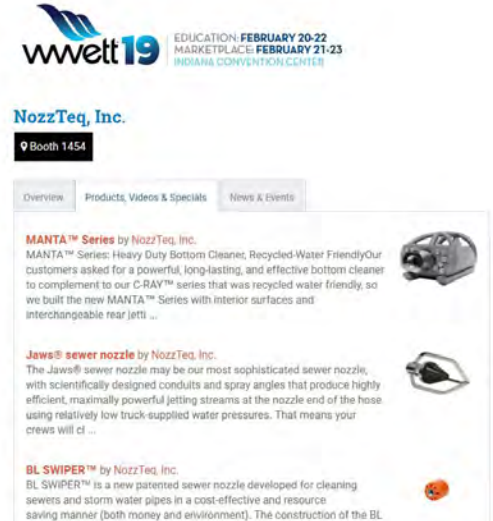 wwett 19
EDUCATION: FEBRUARY 20-22
MARKETPLACE: FEBRUARY 21-23
INDIANA CONVENTION CENTER
NozzTeq, Inc.
Booth 1454
Overview
Products, Videos & Specials
News & Events
MANTA™ Series by NozzTeq, Inc.
MANTA™ Series: Heavy Duty Bottom Cleaner, Recycled-Water FriendlyOur
customers asked for a powerful, long-lasting, and effective bottom cleaner
to complement to our C-RAY™ series that was recycled water friendly, so
we built the new MANTA™ Series with interior surfaces and
interchangeable rear jetti ...
Jaws® sewer nozzle by NozzTeq, Inc.
The Jaws® sewer nozzle may be our most sophisticated sewer nozzle,
with scientifically designed conduits and spray angles that produce highly
efficient, maximally powerful jetting streams at the nozzle end of the hose
using relatively low truck-supplied water pressures. That means your
crews will cl ...
BL SWIPER™ by NozzTeq, Inc.
BL SWIPER™ is a new patented sewer nozzle developed for cleaning
sewers and storm water pipes in a cost-effective and resource
saving manner (both money and environment). The construction of the BL